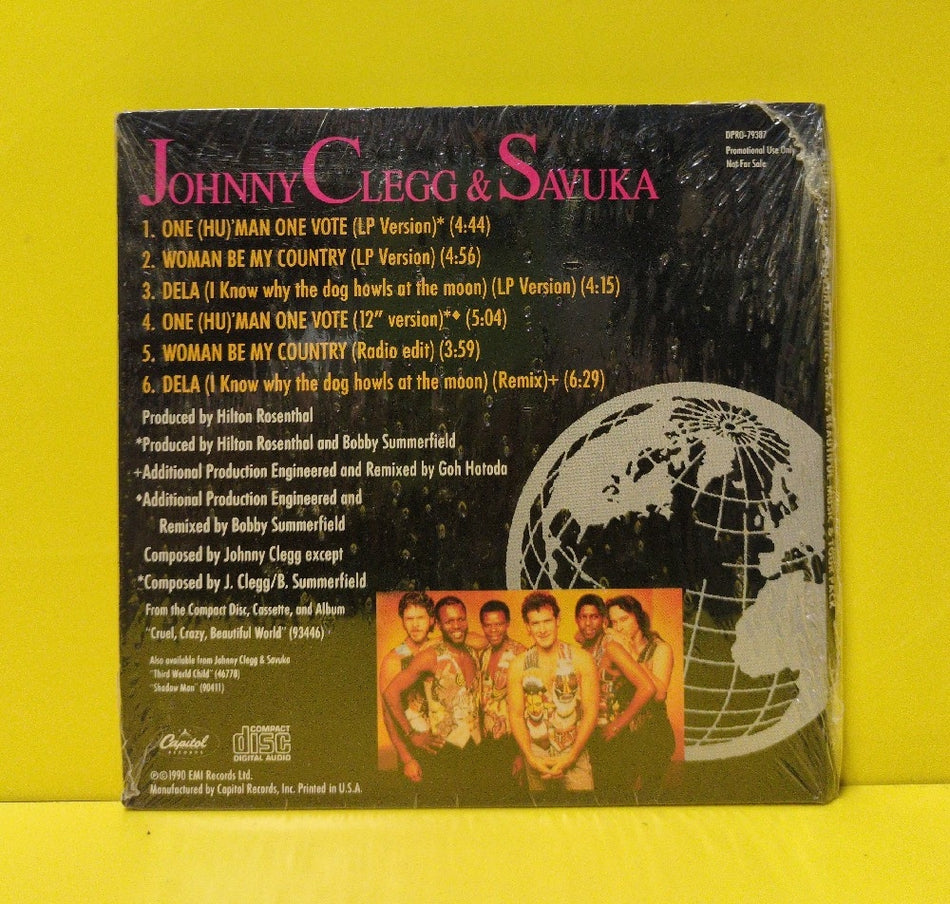 DPRO-79387
Promotional Use Only
Not For Sale
JOHNNY CLEGG & SAVUKA
1. ONE (HU)'MAN ONE VOTE (LP Version)* (4:44)
2. WOMAN BE MY COUNTRY (LP Version) (4:56)
3. DELA (I Know why the dog howls at the moon) (LP Version) (4:15)
4. ONE (HU)'MAN ONE VOTE (12" version)*♦ (5:04)
5. WOMAN BE MY COUNTRY (Radio edit) (3:59)
6. DELA (I Know why the dog howls at the moon) (Remix)+ (6:29)
Produced by Hilton Rosenthal
*Produced by Hilton Rosenthal and Bobby Summerfield
+Additional Production Engineered and Remixed by Goh Hotoda
♦Additional Production Engineered and
Remixed by Bobby Summerfield
Composed by Johnny Clegg except
*Composed by J. Clegg/B. Summerfield
From the Compact Disc, Cassette, and Album
"Cruel, Crazy, Beautiful World" (93446)
Also available from Johnny Clegg & Savuka
"Third World Child" (46778)
"Shadow Man" (90411)
Capitol
RECORDS
COMPACT
disc
DIGITAL AUDIO
℗©1990 EMI Records Ltd.
Manufactured by Capitol Records, Inc. Printed in U.S.A.